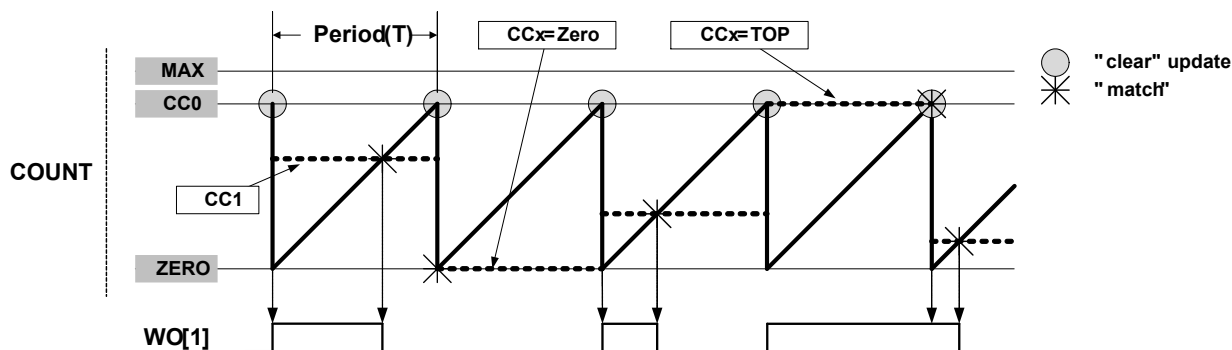 Period(T)
CCx=Zero
CCx=TOP
"clear" update
"match"
MAX
CC0
COUNT
CC1
ZERO
WO[1]